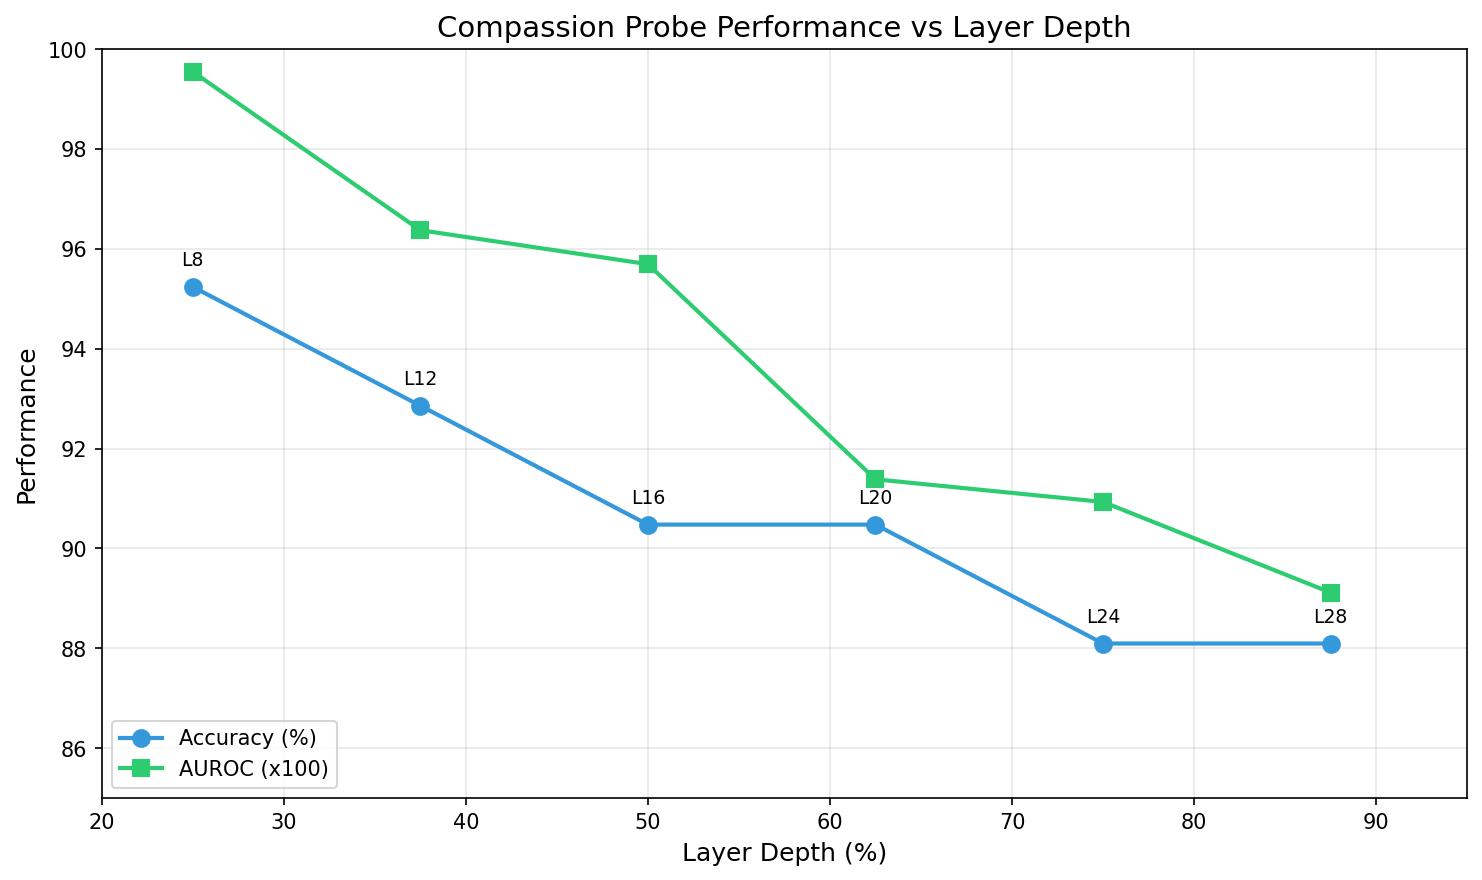 Compassion Probe Performance vs Layer Depth
100
98
96
94
92
90
88
86
Performance
L8
L12
L16
L20
L24
L28
Accuracy (%)
AUROC (x100)
20 30 40 50 60 70 80 90
Layer Depth (%)